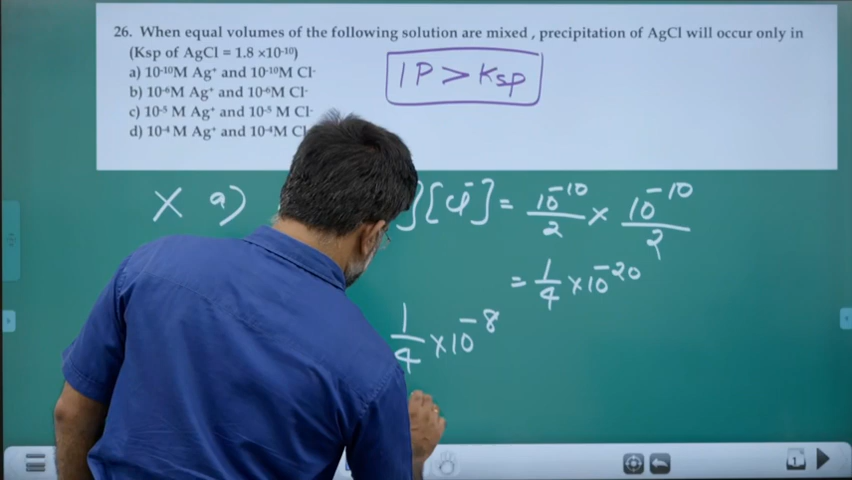 26. When equal volumes of the following solution are mixed , precipitation of AgCl will occur only in
(Ksp of AgCl = 1.8 ×10⁻¹⁰)
a) 10⁻¹⁰M Ag⁺ and 10⁻¹⁰M Cl⁻
b) 10⁻⁶M Ag⁺ and 10⁻⁶M Cl⁻
c) 10⁻⁵ M Ag⁺ and 10⁻⁵ M Cl⁻
d) 10⁻⁴ M Ag⁺ and 10⁻⁴M Cl
IP > Ksp
X a) ][Cl⁻] = 10⁻¹⁰/2 × 10⁻¹⁰/2
= 1/4 × 10⁻²⁰
1/4 × 10⁻⁸
1